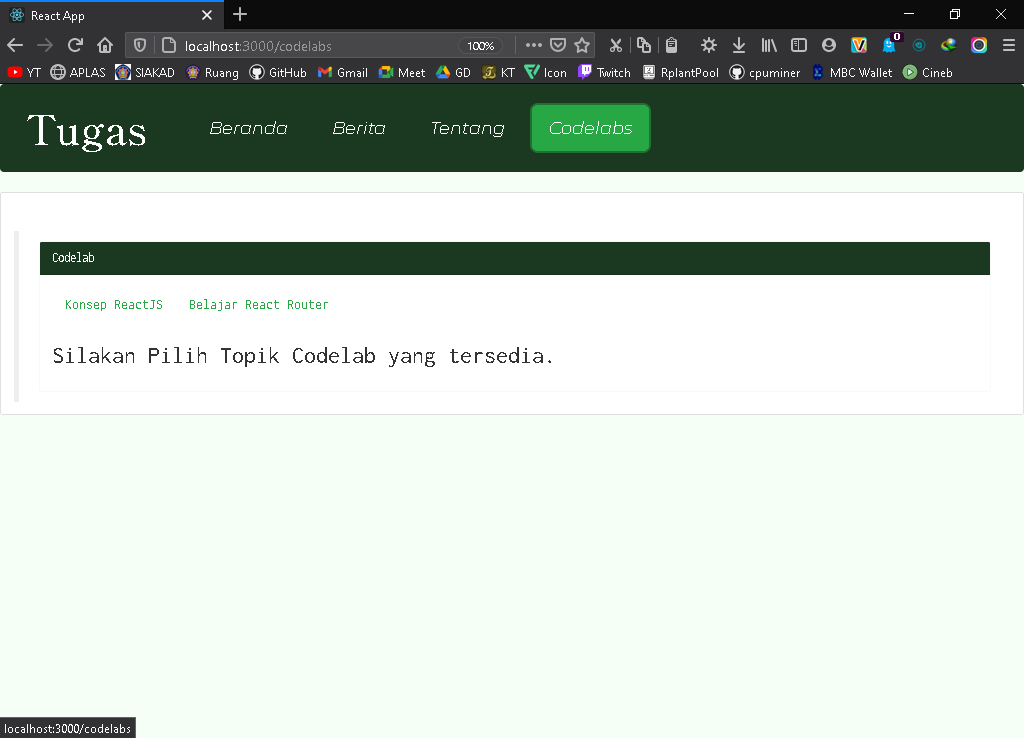 React App
localhost:3000/codelabs
100%
0
YT APLAS SIAKAD Ruang GitHub Gmail Meet GD KT Icon Twitch RplantPool cpuminer MBC Wallet Cineb
Tugas Beranda Berita Tentang Codelabs
Codelab
Konsep ReactJS Belajar React Router
Silakan Pilih Topik Codelab yang tersedia.
localhost:3000/codelabs